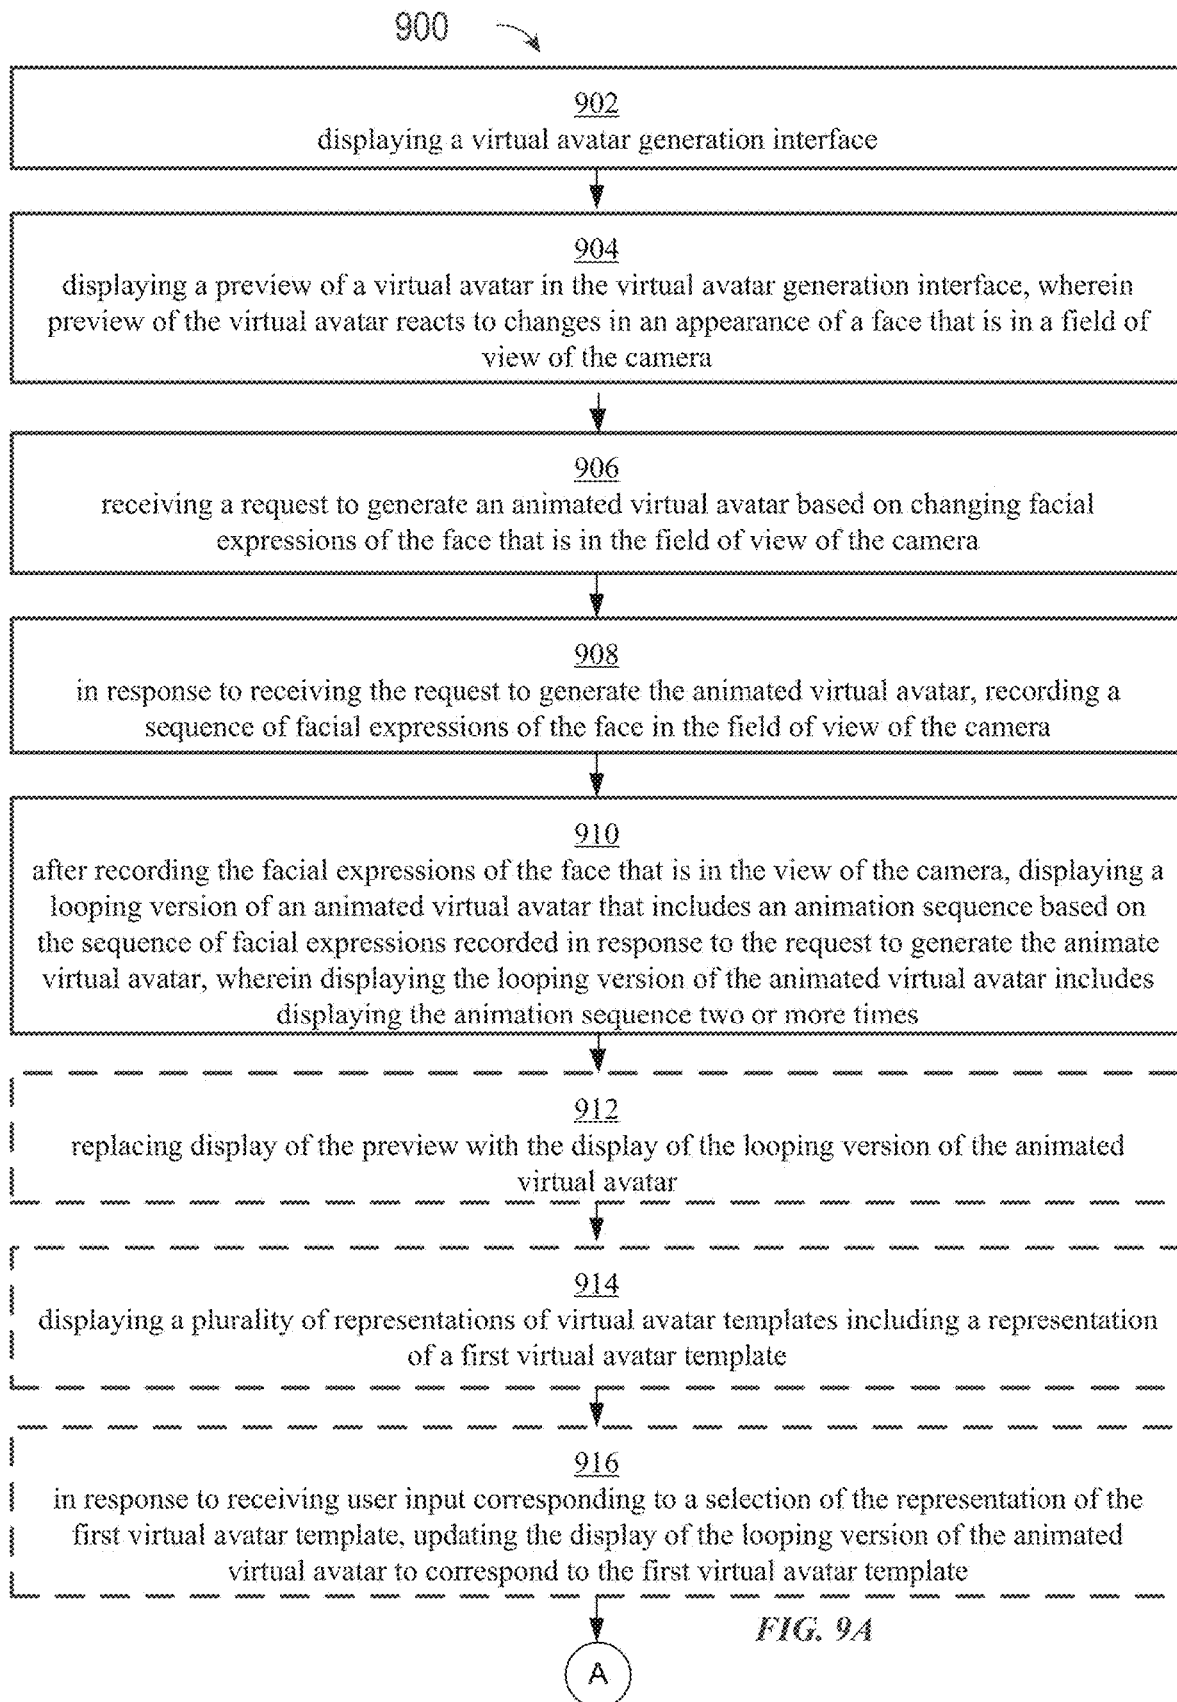 900
902
displaying a virtual avatar generation interface
904
displaying a preview of a virtual avatar in the virtual avatar generation interface, wherein
preview of the virtual avatar reacts to changes in an appearance of a face that is in a field of
view of the camera
906
receiving a request to generate an animated virtual avatar based on changing facial
expressions of the face that is in the field of view of the camera
908
in response to receiving the request to generate the animated virtual avatar, recording a
sequence of facial expressions of the face in the field of view of the camera
910
after recording the facial expressions of the face that is in the view of the camera, displaying a
looping version of an animated virtual avatar that includes an animation sequence based on
the sequence of facial expressions recorded in response to the request to generate the animate
virtual avatar, wherein displaying the looping version of the animated virtual avatar includes
displaying the animation sequence two or more times
912
replacing display of the preview with the display of the looping version of the animated
virtual avatar
914
displaying a plurality of representations of virtual avatar templates including a representation
of a first virtual avatar template
916
in response to receiving user input corresponding to a selection of the representation of the
first virtual avatar template, updating the display of the looping version of the animated
virtual avatar to correspond to the first virtual avatar template
FIG. 9A
A